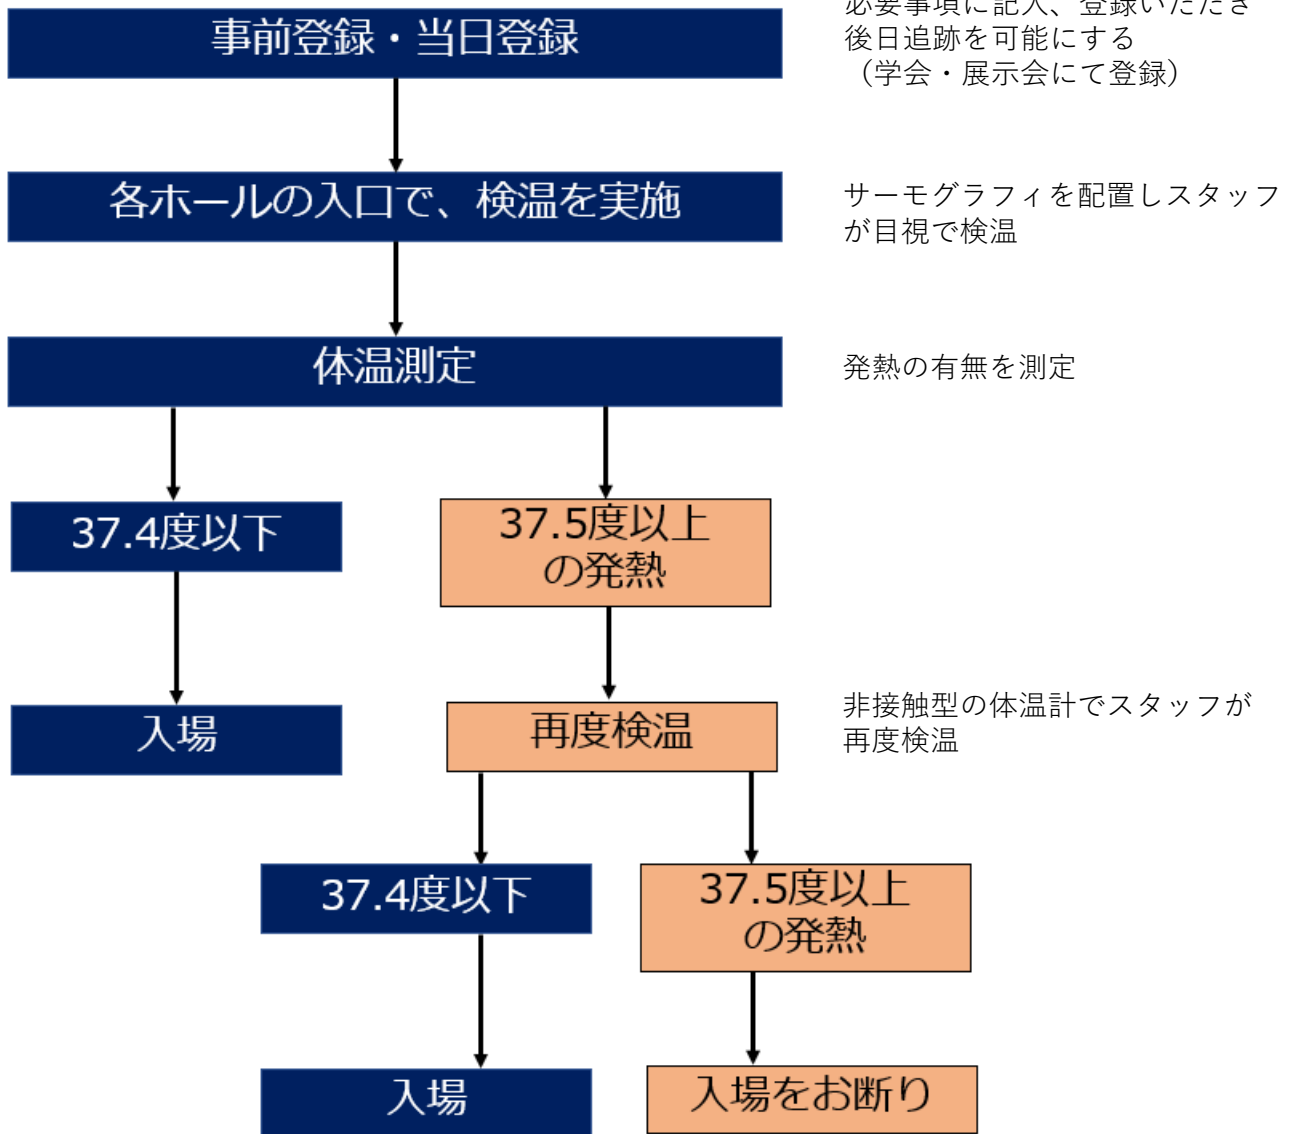 事前登録・当日登録
必要事項に記入、登録いただき
後日追跡を可能にする
（学会・展示会にて登録）
各ホールの入口で、検温を実施
サーモグラフィを配置しスタッフ
が目視で検温
体温測定
発熱の有無を測定
37.4度以下
37.5度以上
の発熱
入場
再度検温
非接触型の体温計でスタッフが
再度検温
37.4度以下
37.5度以上
の発熱
入場
入場をお断り